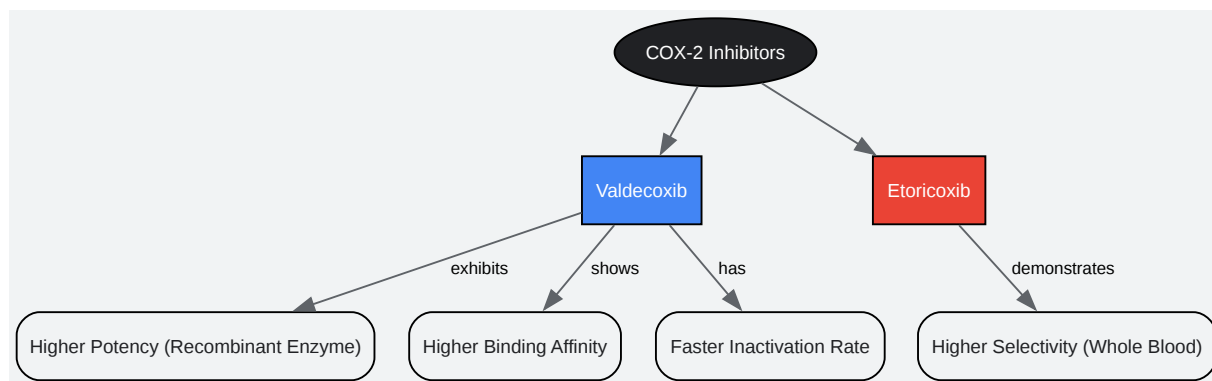 COX-2 Inhibitors
Valdecoxib
Etoricoxib
exhibits
shows
has
demonstrates
Higher Potency (Recombinant Enzyme)
Higher Binding Affinity
Faster Inactivation Rate
Higher Selectivity (Whole Blood)